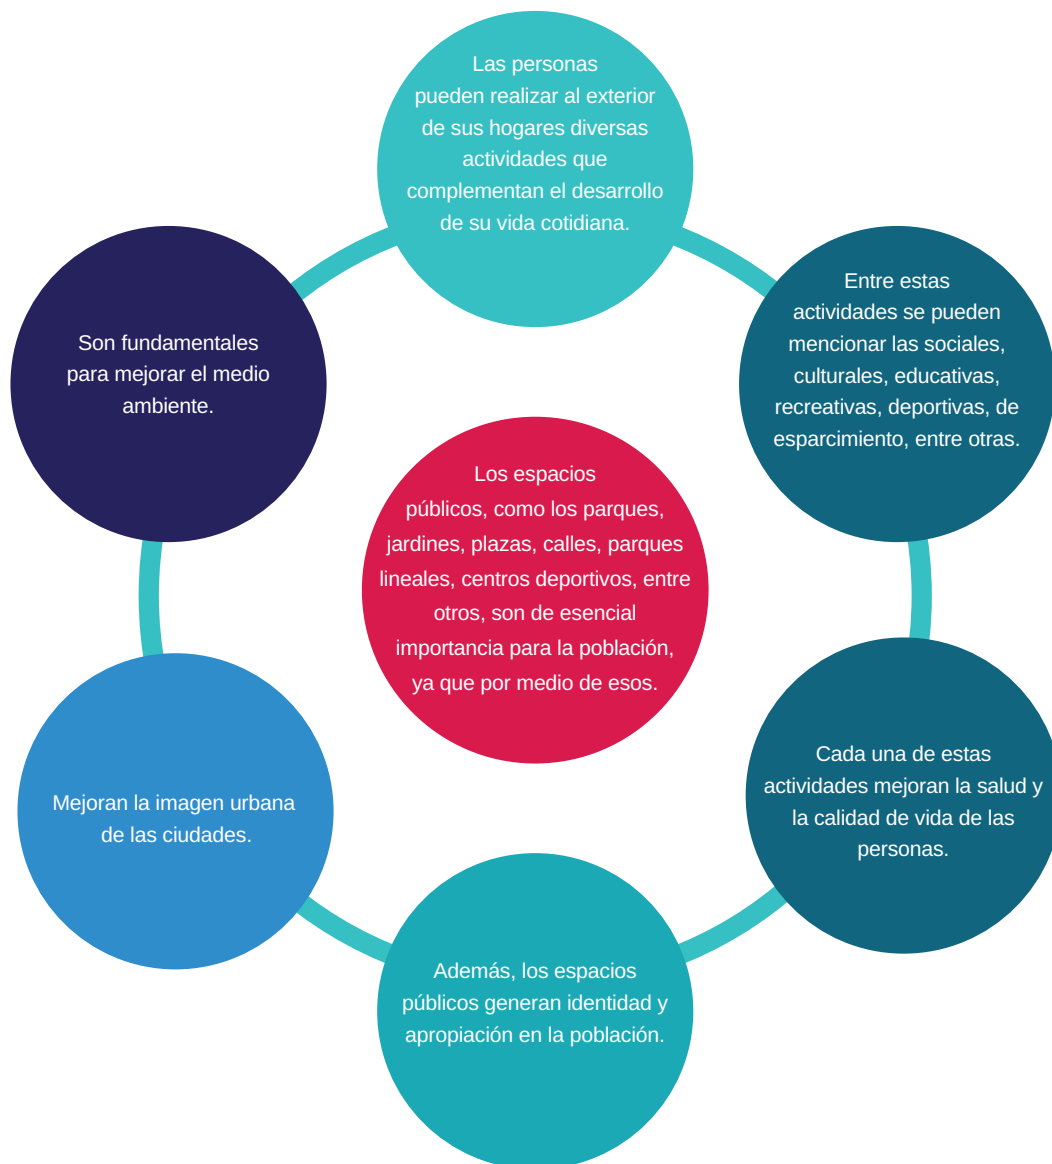 Las personas
pueden realizar al exterior
de sus hogares diversas
actividades que
complementan el desarrollo
de su vida cotidiana.
Entre estas
actividades se pueden
mencionar las sociales,
culturales, educativas,
recreativas, deportivas, de
esparcimiento, entre otras.
Son fundamentales
para mejorar el medio
ambiente.
Los espacios
públicos, como los parques,
jardines, plazas, calles, parques
lineales, centros deportivos, entre
otros, son de esencial
importancia para la población,
ya que por medio de esos.
Cada una de estas
actividades mejoran la salud y
la calidad de vida de las
personas.
Mejoran la imagen urbana
de las ciudades.
Además, los espacios
públicos generan identidad y
apropiación en la población.